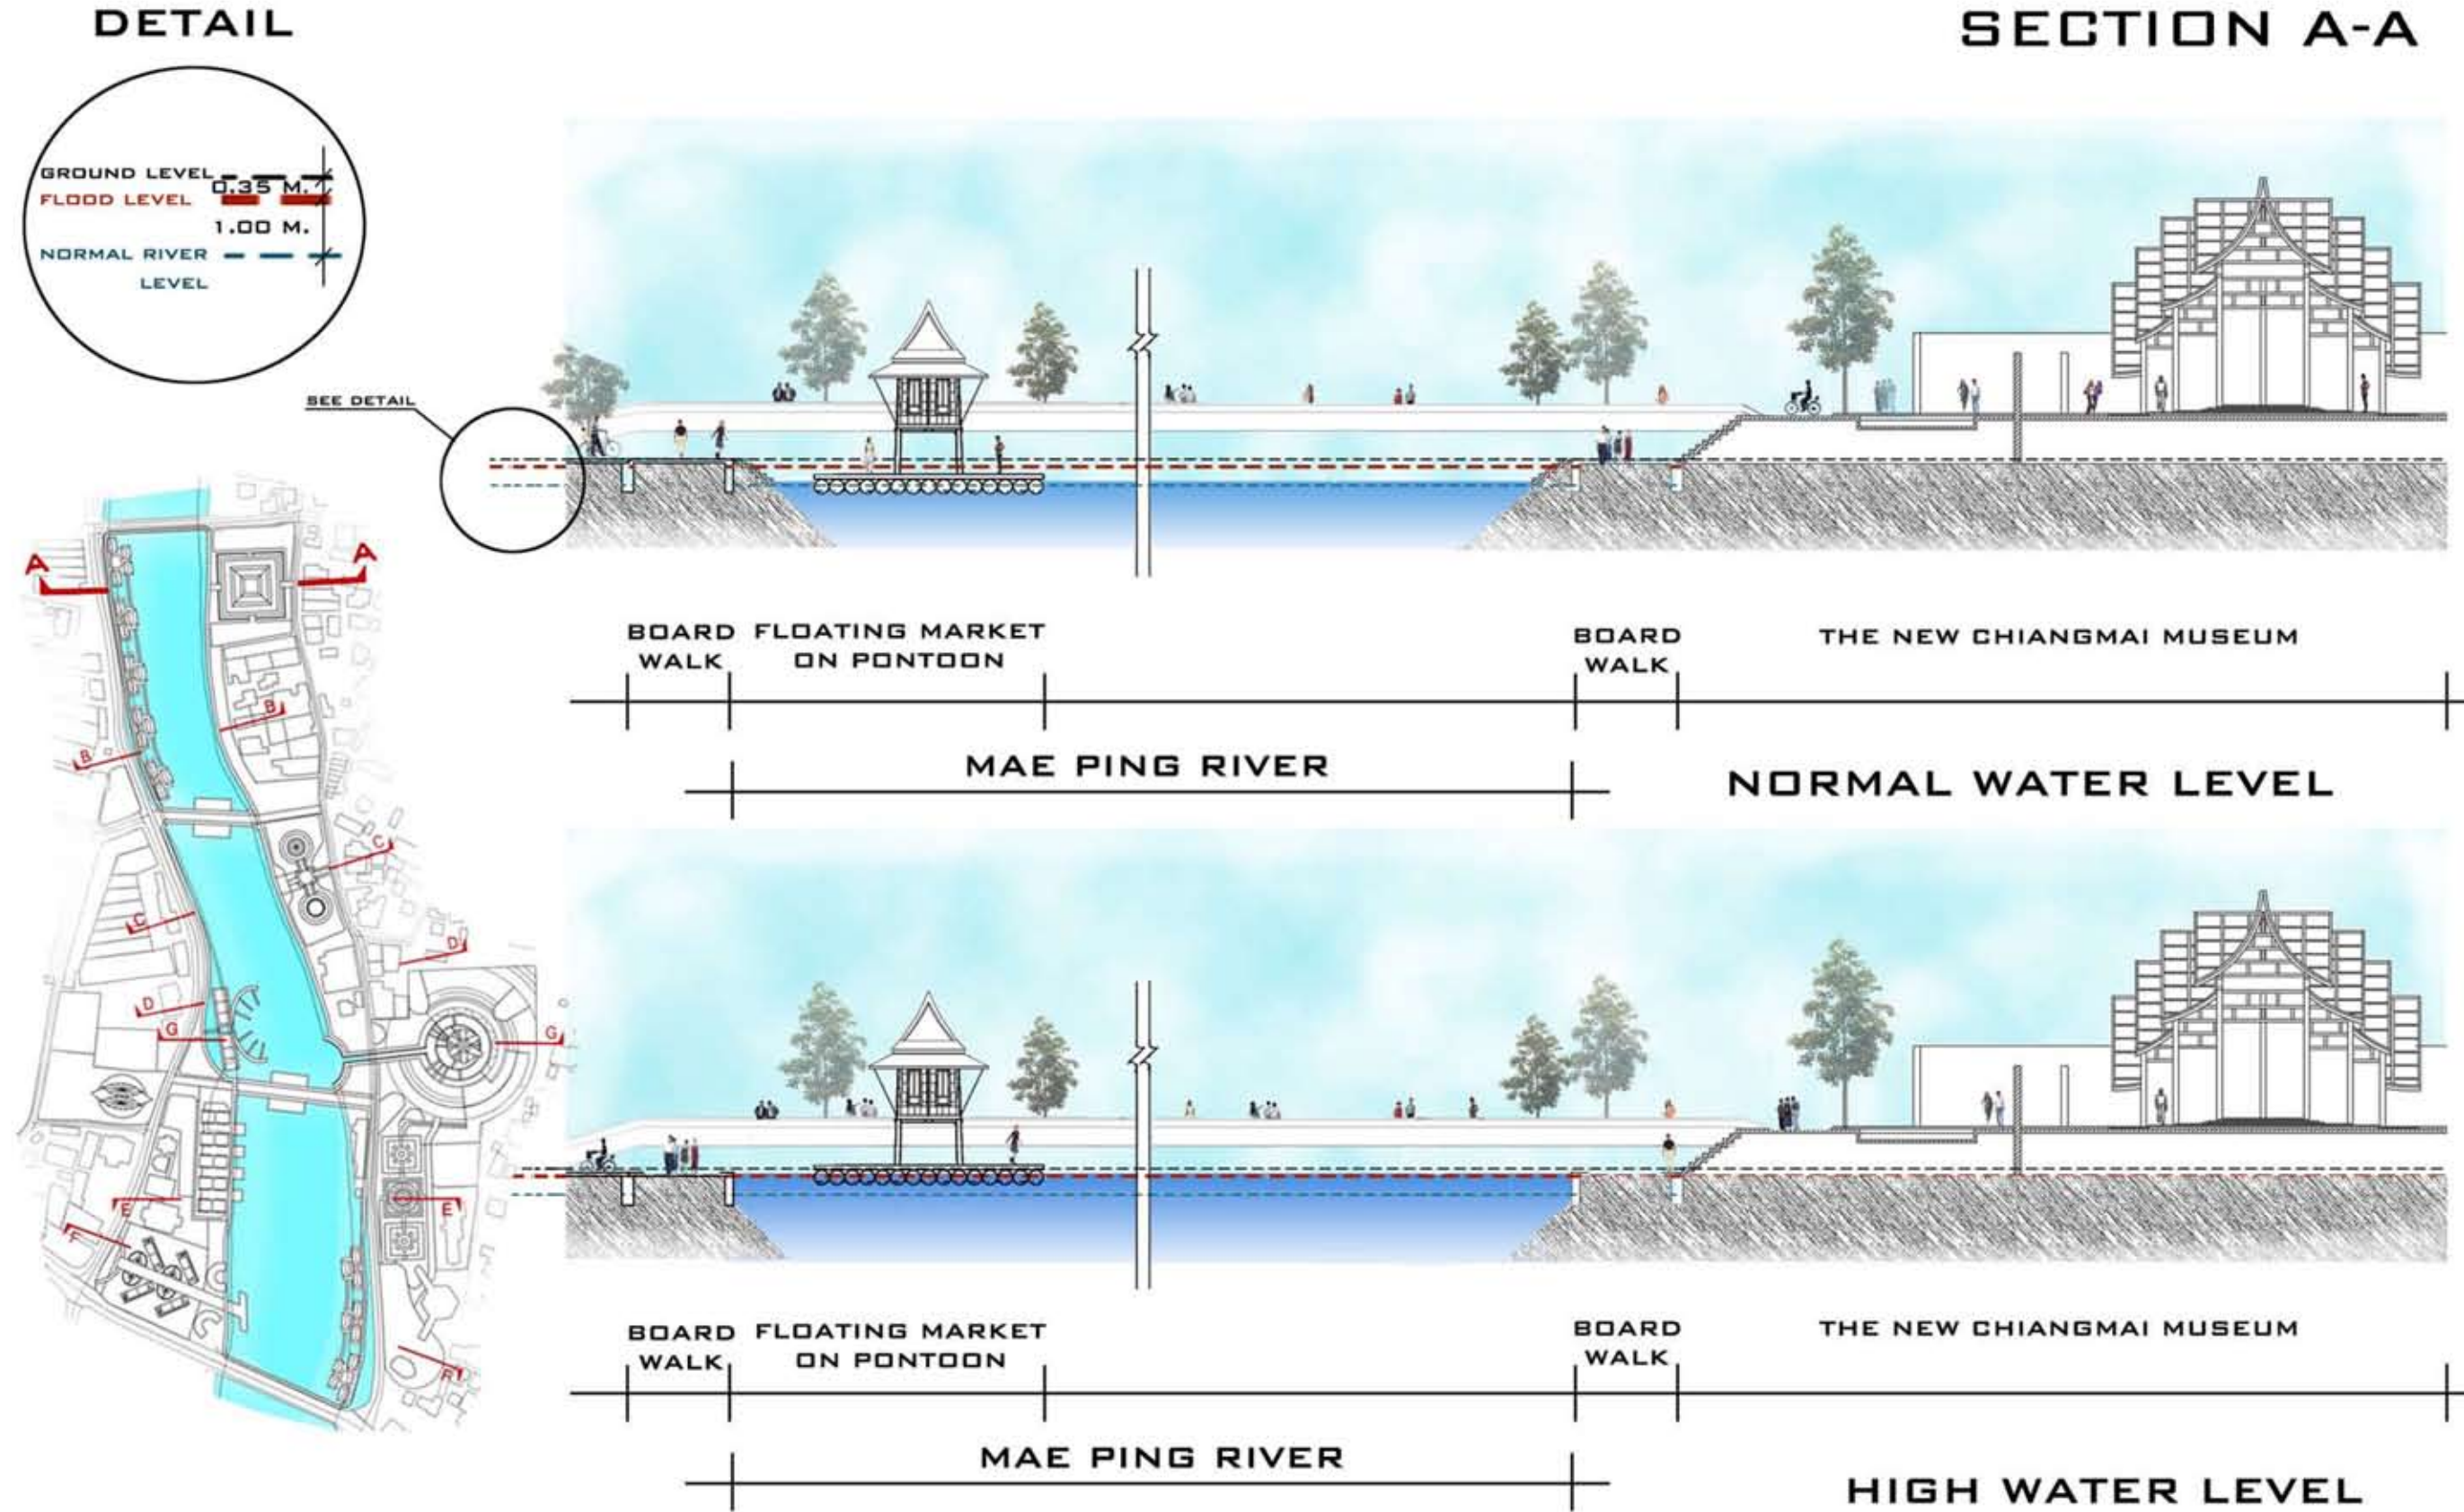 DETAIL
SECTION A-A
GROUND LEVEL
0.35 M.
FLOOD LEVEL
1.00 M.
NORMAL RIVER
LEVEL
SEE DETAIL
A
A
B
B
C
C
D
D
G
G
E
E
F
BOARD
WALK
FLOATING MARKET
ON PONTOON
BOARD
WALK
THE NEW CHIANGMAI MUSEUM
MAE PING RIVER
NORMAL WATER LEVEL
BOARD
WALK
FLOATING MARKET
ON PONTOON
BOARD
WALK
THE NEW CHIANGMAI MUSEUM
MAE PING RIVER
HIGH WATER LEVEL